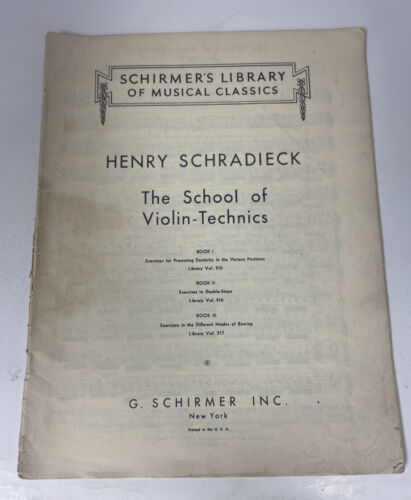 SCHIRMER'S LIBRARY
OF MUSICAL CLASSICS
HENRY SCHRADIECK
The School of
Violin-Technics
BOOK I
Exercises for Promoting Dexterity in the Various Positions
Library Vol. 515
BOOK II
Exercises in Double-Stops
Library Vol. 516
BOOK III
Exercises in the Different Modes of Bowing
Library Vol. 517
G. SCHIRMER INC.
New York
Printed in the U. S. A.